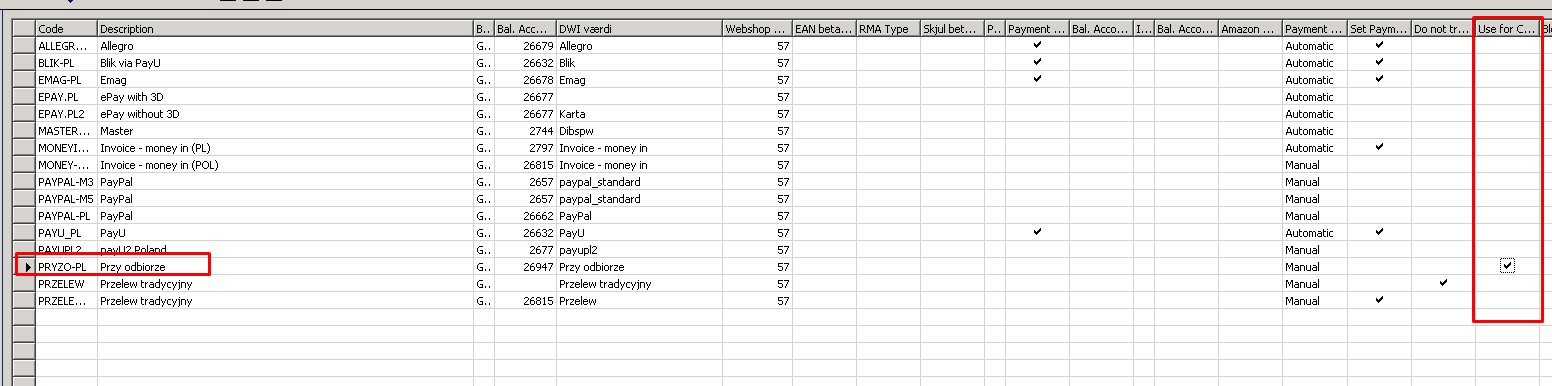 Code Description B.. Bal. Acc... DWI værdi Webshop ... EAN beta... RMA Type Skjul bet... P.. Payment ... Bal. Acco... I... Bal. Acco... Amazon ... Payment ... Set Paym... Do not tr... Use for C... Bl
ALLEGR... Allegro G.. 26679 Allegro 57 Automatic
BLIK-PL Blik via PayU G.. 26632 Blik 57 Automatic
EMAG-PL Emag G.. 26678 Emag 57 Automatic
EPAY.PL ePay with 3D G.. 26677 57 Automatic
EPAY.PL2 ePay without 3D G.. 26677 Karta 57 Automatic
MASTER... Master G.. 2744 Dibspw 57 Automatic
MONEYI... Invoice - money in (PL) G.. 2797 Invoice - money in 57 Automatic
MONEY-... Invoice - money in (POL) G.. 26815 Invoice - money in 57 Manual
PAYPAL-M3 PayPal G.. 2657 paypal_standard 57 Manual
PAYPAL-M5 PayPal G.. 2657 paypal_standard 57 Manual
PAYPAL-PL PayPal G.. 26662 PayPal 57 Manual
PAYU_PL PayU G.. 26632 PayU 57 Automatic
PAYUPL2 payU2 Poland G.. 2677 payupl2 57 Manual
PRYZO-PL Przy odbiorze G.. 26947 Przy odbiorze 57 Manual
PRZELEW Przelew tradycyjny G.. Przelew tradycyjny 57 Manual
PRZELE... Przelew tradycyjny G.. 26815 Przelew 57 Manual